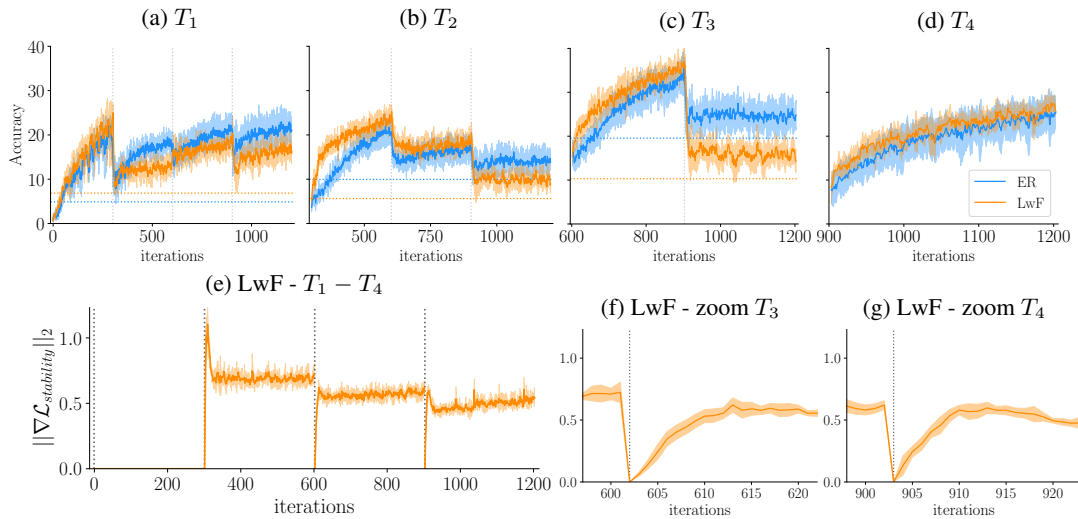 (a) T₁
(b) T₂
(c) T₃
(d) T₄
Accuracy
40
30
20
10
0
0 500 1000
iterations
500 750 1000
iterations
600 800 1000 1200
iterations
900 1000 1100 1200
iterations
ER
LwF
(e) LwF - T₁ − T₄
(f) LwF - zoom T₃
(g) LwF - zoom T₄
||∇ℒ_{stability}||₂
1.0
0.5
0.0
0 200 400 600 800 1000 1200
iterations
1.0
0.5
0.0
600 605 610 615 620
iterations
1.0
0.5
0.0
900 905 910 915 920
iterations